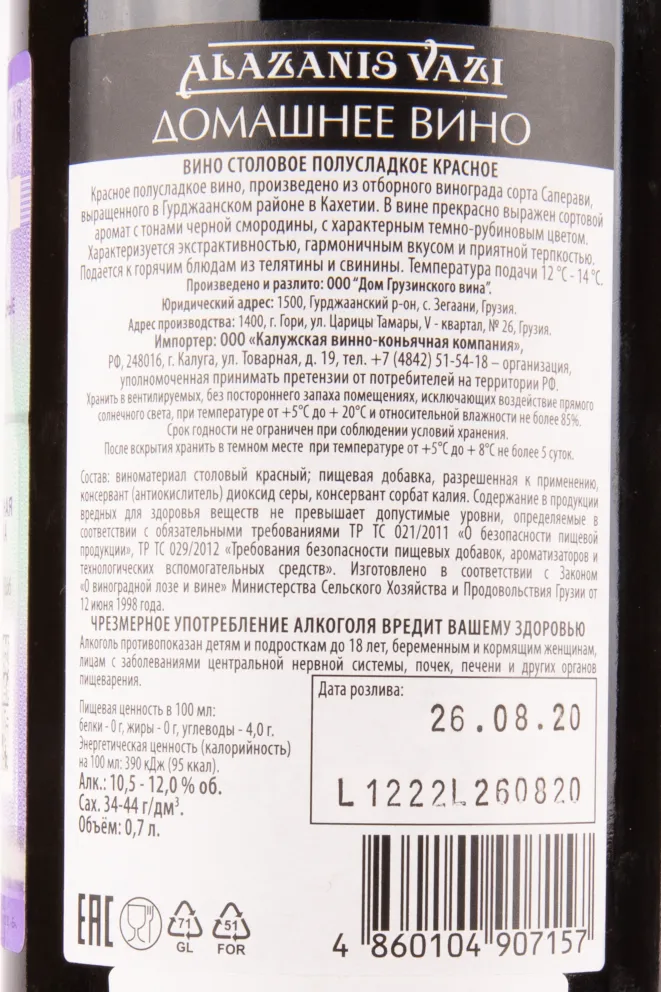 ALAZANIS VAZI
ДОМАШНЕЕ ВИНО
ВИНО СТОЛОВОЕ ПОЛУСЛАДКОЕ КРАСНОЕ
Красное полусладкое вино, произведено из отборного винограда сорта Саперави,
выращенного в Гурджаанском районе в Кахетии. В вине прекрасно выражен сортовой
аромат с тонами черной смородины, с характерным темно-рубиновым цветом.
Характеризуется экстрактивностью, гармоничным вкусом и приятной терпкостью.
Подается к горячим блюдам из телятины и свинины. Температура подачи 12 °C - 14 °C.
Произведено и разлито: ООО "Дом Грузинского вина".
Юридический адрес: 1500, Гурджаанский р-он, с. Зегаани, Грузия.
Адрес производства: 1400, г. Гори, ул. Царицы Тамары, V - квартал, № 26, Грузия.
Импортер: ООО «Калужская винно-коньячная компания»,
РФ, 248016, г. Калуга, ул. Товарная, д. 19, тел. +7 (4842) 51-54-18 – организация,
уполномоченная принимать претензии от потребителей на территории РФ.
Хранить в вентилируемых, без постороннего запаха помещениях, исключающих воздействие прямого
солнечного света, при температуре от +5°C до + 20°C и относительной влажности не более 85%.
Срок годности не ограничен при соблюдении условий хранения.
После вскрытия хранить в темном месте при температуре от +5°C до + 8°C не более 5 суток.
Состав: виноматериал столовый красный; пищевая добавка, разрешенная к применению,
консервант (антиокислитель) диоксид серы, консервант сорбат калия. Содержание в продукции
вредных для здоровья веществ не превышает допустимые уровни, определяемые в
соответствии с обязательными требованиями ТР ТС 021/2011 «О безопасности пищевой
продукции», ТР ТС 029/2012 «Требования безопасности пищевых добавок, ароматизаторов и
технологических вспомогательных средств». Изготовлено в соответствии с Законом
«О виноградной лозе и вине» Министерства Сельского Хозяйства и Продовольствия Грузии от
12 июня 1998 года.
ЧРЕЗМЕРНОЕ УПОТРЕБЛЕНИЕ АЛКОГОЛЯ ВРЕДИТ ВАШЕМУ ЗДОРОВЬЮ
Алкоголь противопоказан детям и подросткам до 18 лет, беременным и кормящим женщинам,
лицам с заболеваниями центральной нервной системы, почек, печени и других органов
пищеварения.
Пищевая ценность в 100 мл:
белки - 0 г, жиры - 0 г, углеводы - 4,0 г.
Энергетическая ценность (калорийность)
на 100 мл: 390 кДж (95 ккал).
Алк.: 10,5 - 12,0 % об.
Сах. 34-44 г/дм³.
Объём: 0,7 л.
Дата розлива:
26.08.20
L1222L260820
EAC
71
GL
51
FOR
4 860104 907157